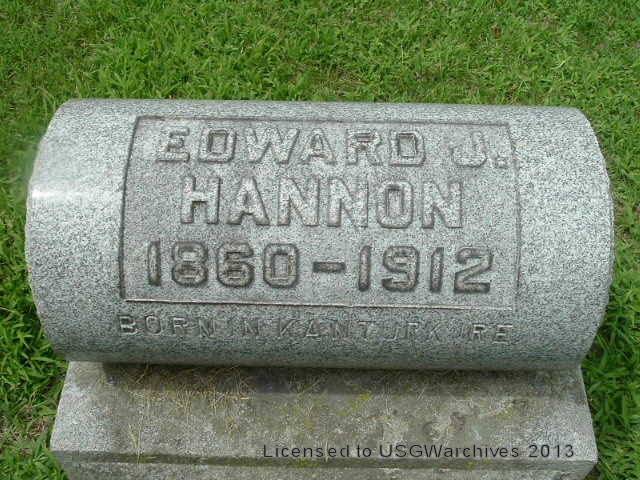 EDWARD J.
HANNON
1860-1912
BORN IN KANTURK IRE
Licensed to USGWarchives 2013